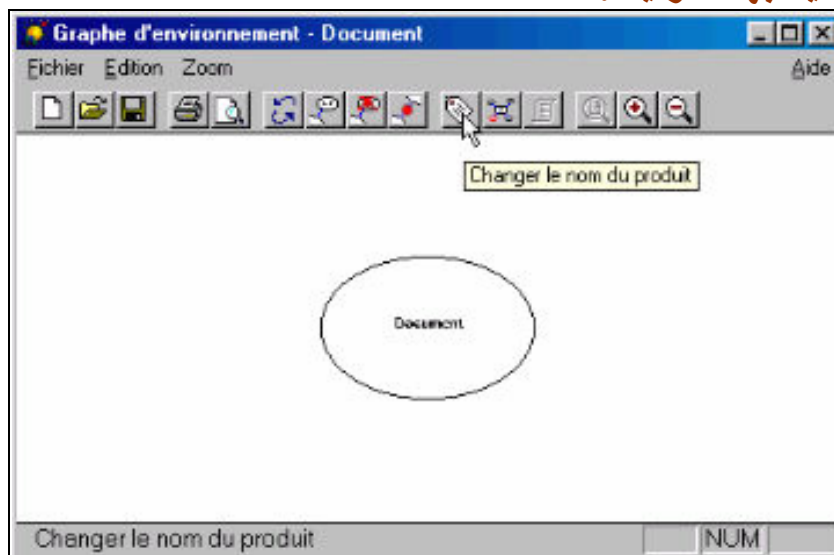 Graphe d'environnement - Document
Fichier Edition Zoom Aide
Changer le nom du produit
Document
Changer le nom du produit NUM